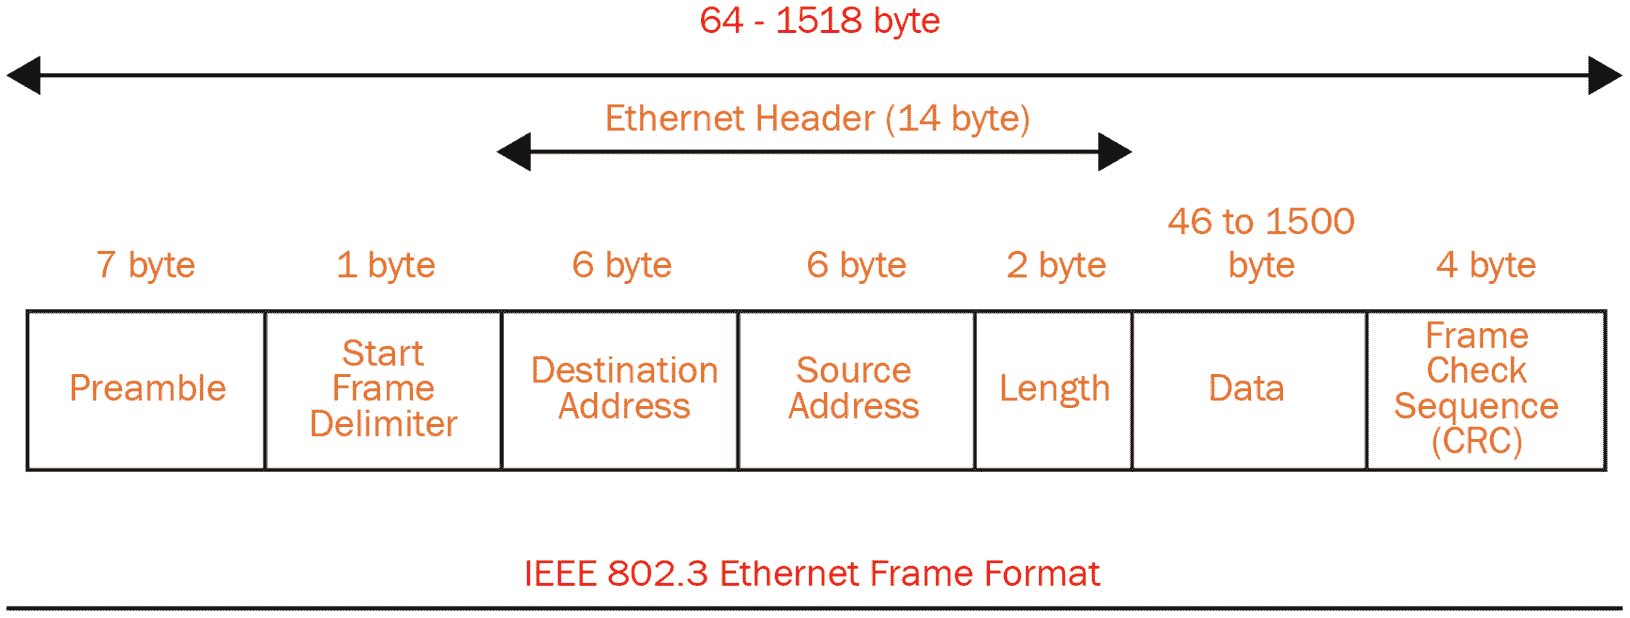 64 - 1518 byte
Ethernet Header (14 byte)
7 byte
1 byte
6 byte
6 byte
2 byte
46 to 1500
byte
4 byte
Preamble
Start
Frame
Delimiter
Destination
Address
Source
Address
Length
Data
Frame
Check
Sequence
(CRC)
IEEE 802.3 Ethernet Frame Format